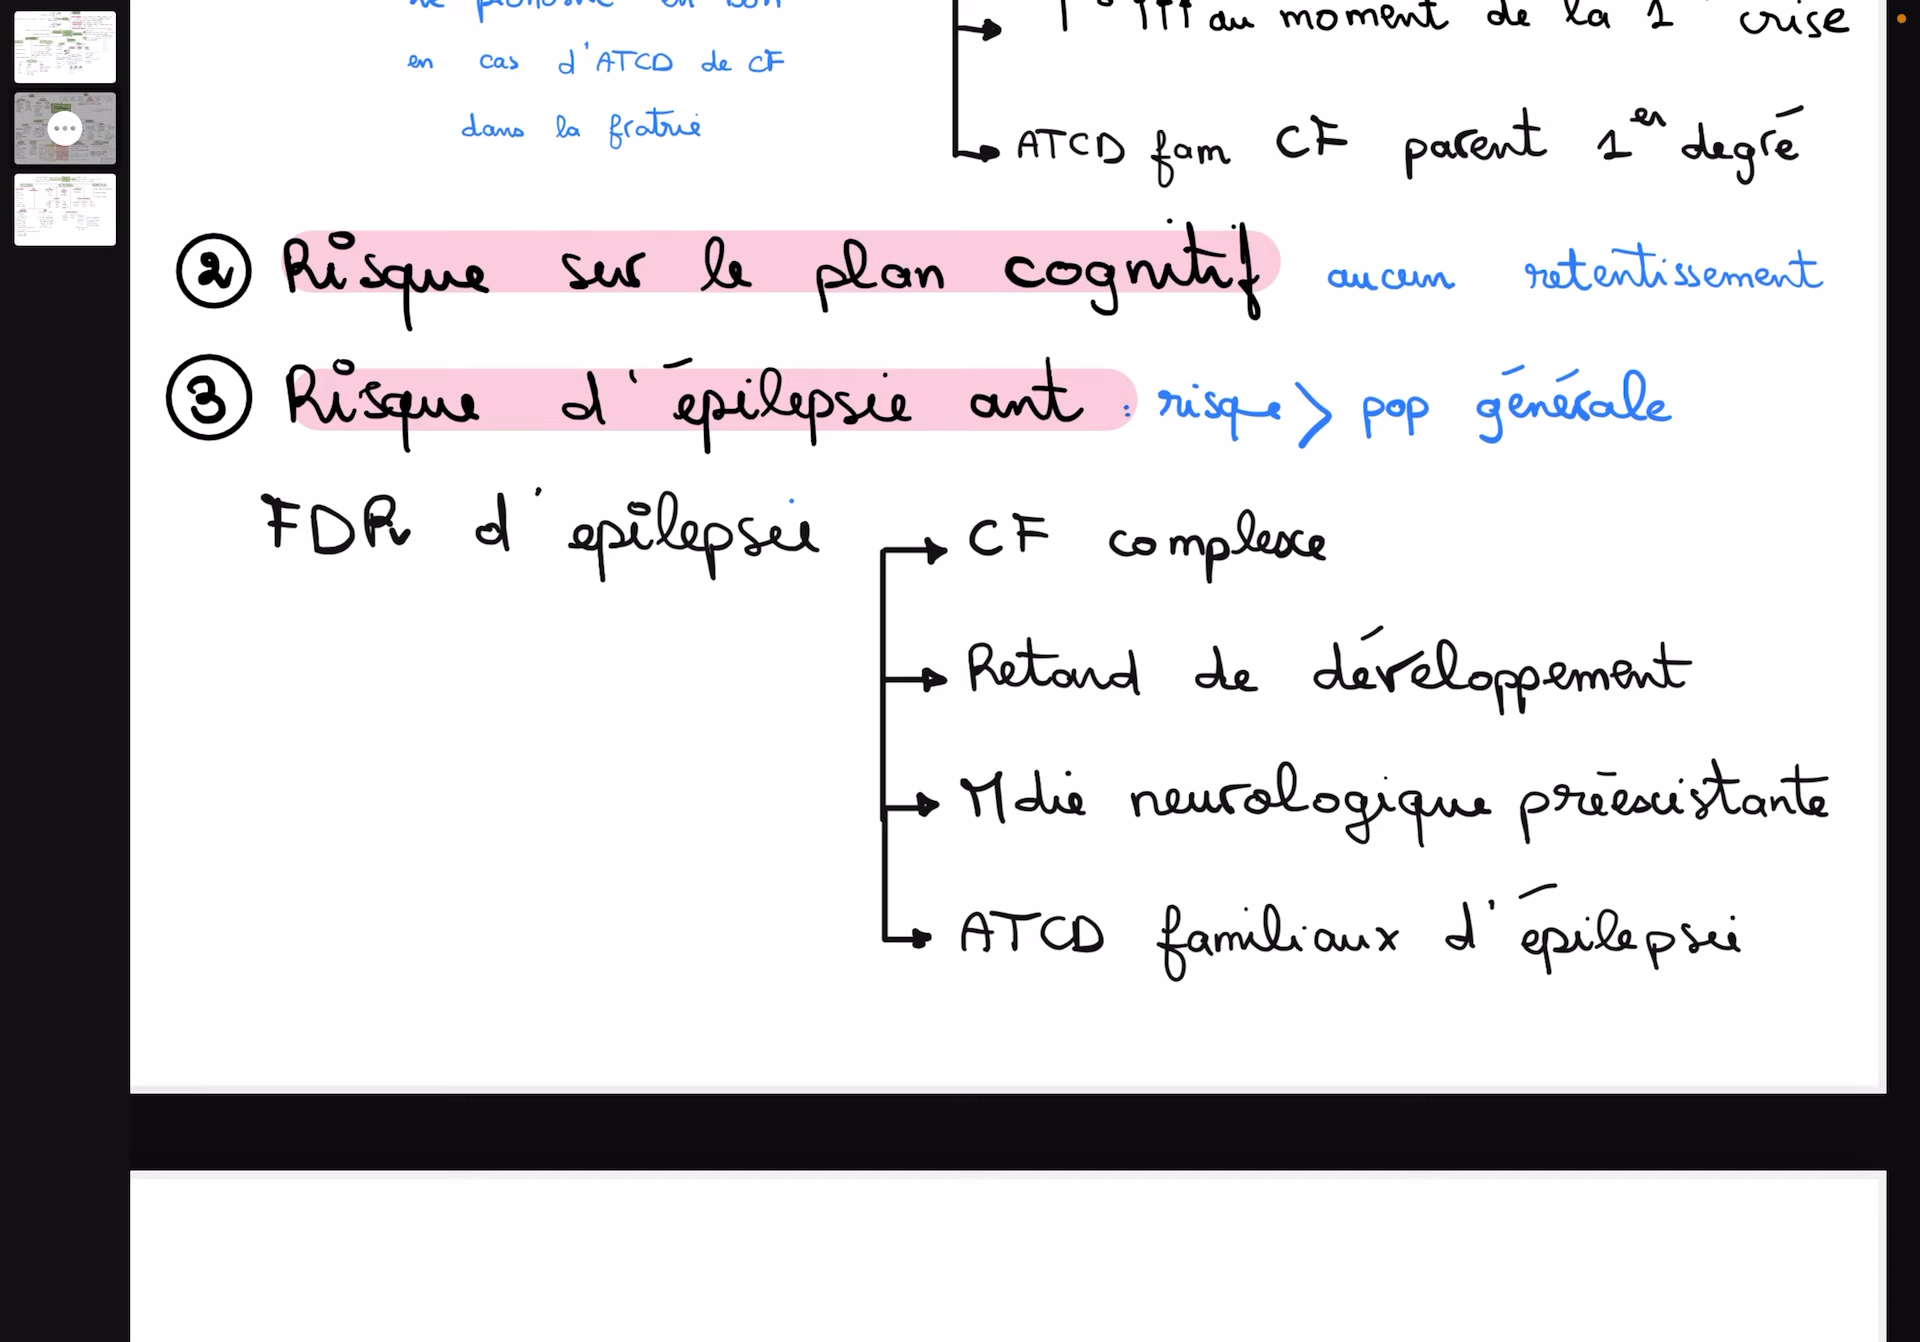 en cas d'ATCD de CF
dans la fratrie
T° ↑↑↑ au moment de la 1 crise
ATCD fam CF parent 1er degré
② Risque sur le plan cognitif aucun retentissement
③ Risque d'épilepsie ant : risque > pop générale
FDR d'epilepsie
CF complexe
Retard de développement
Mdie neurologique préexistante
ATCD familiaux d'épilepsie